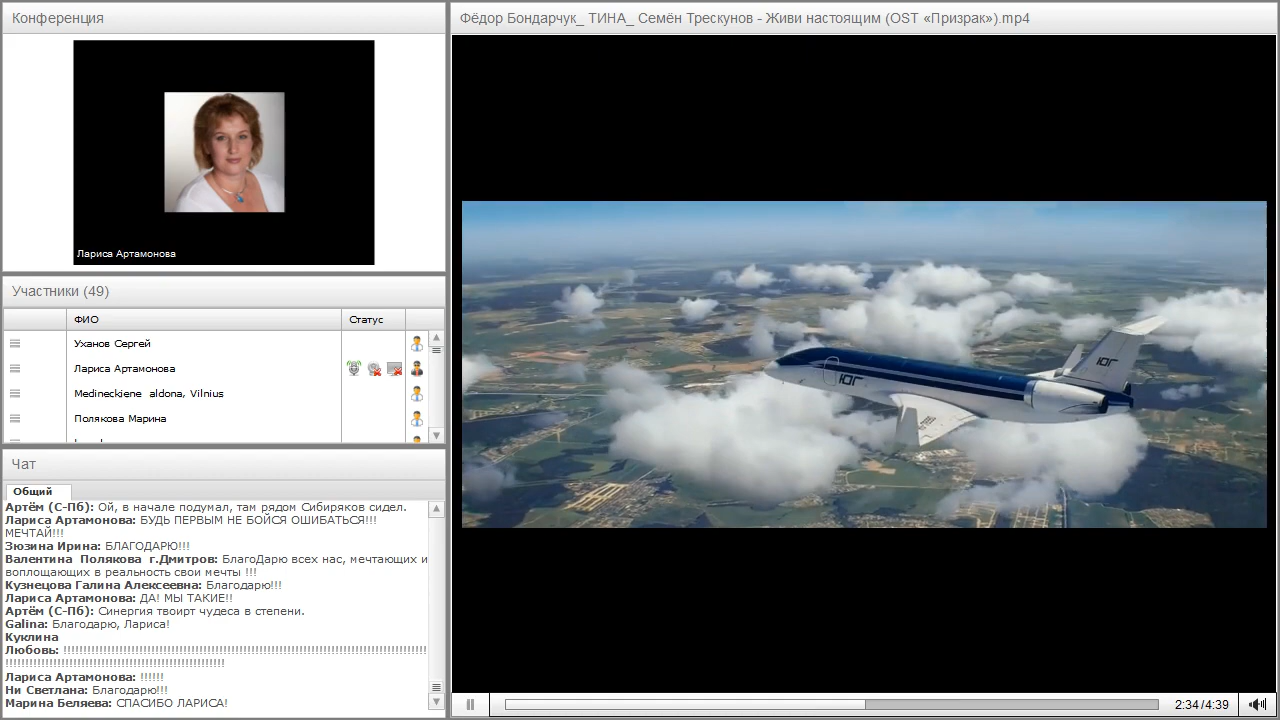 Конференция
Лариса Артамонова
Участники (49)
ФИО Статус
Уханов Сергей
Лариса Артамонова
Medineckiene aldona, Vilnius
Полякова Марина
Чат
Общий
Артём (С-Пб): Ой, в начале подумал, там рядом Сибиряков сидел.
Лариса Артамонова: БУДЬ ПЕРВЫМ НЕ БОЙСЯ ОШИБАТЬСЯ!!!
МЕЧТАЙ!!!
Зюзина Ирина: БЛАГОДАРЮ!!!
Валентина Полякова г.Дмитров: БлагоДарю всех нас, мечтающих и
воплощающих в реальность свои мечты !!!
Кузнецова Галина Алексеевна: Благодарю!!!
Лариса Артамонова: ДА! МЫ ТАКИЕ!!
Артём (С-Пб): Синергия твоирт чудеса в степени.
Galina: Благодарю, Лариса!
Куклина
Любовь: !!!!!!!!!!!!!!!!!!!!!!!!!!!!!!!!!!!!!!!!!!!!!!!!!!!!!!!!!!!!!!!!!!!!!!!!!!!!!!!!!!!!!!!!!!!
!!!!!!!!!!!!!!!!!!!!!!!!!!!!!!!!!!!!!!!!!!!!!!!!!!!!!!!
Лариса Артамонова: !!!!!!
Ни Светлана: Благодарю!!!
Марина Беляева: СПАСИБО ЛАРИСА!
Фёдор Бондарчук_ ТИНА_ Семён Трескунов - Живи настоящим (OST «Призрак»).mp4
ЮГ
ЮГ
2:34/4:39